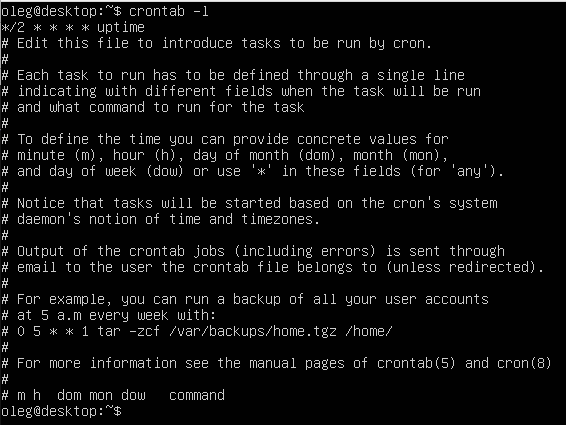 oleg@desktop:~$ crontab -l
*/2 * * * * uptime
# Edit this file to introduce tasks to be run by cron.
#
# Each task to run has to be defined through a single line
# indicating with different fields when the task will be run
# and what command to run for the task
#
# To define the time you can provide concrete values for
# minute (m), hour (h), day of month (dom), month (mon),
# and day of week (dow) or use '*' in these fields (for 'any').
#
# Notice that tasks will be started based on the cron's system
# daemon's notion of time and timezones.
#
# Output of the crontab jobs (including errors) is sent through
# email to the user the crontab file belongs to (unless redirected).
#
# For example, you can run a backup of all your user accounts
# at 5 a.m every week with:
# 0 5 * * 1 tar -zcf /var/backups/home.tgz /home/
#
# For more information see the manual pages of crontab(5) and cron(8)
#
# m h  dom mon dow   command
oleg@desktop:~$